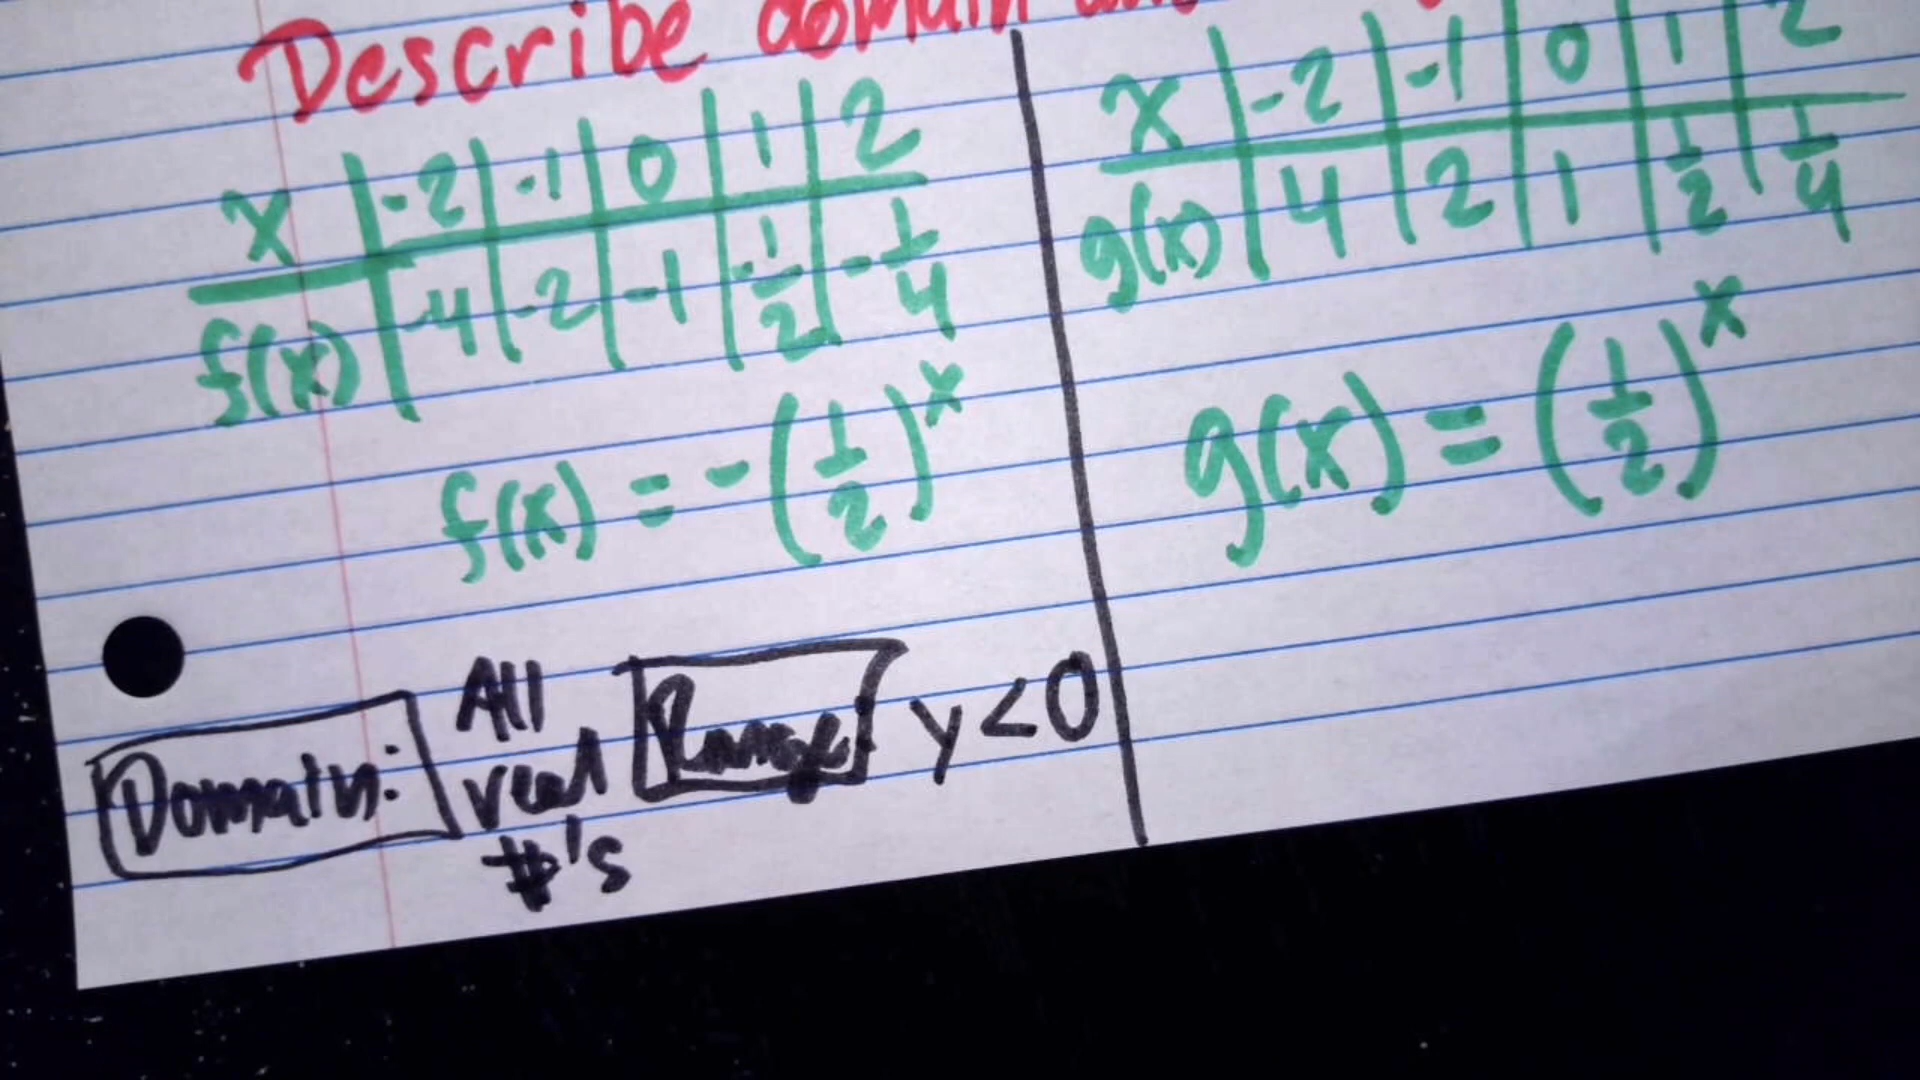 Describe domain
x | -2 | -1 | 0 | 1 | 2
f(x) | -4 | -2 | -1 | -1/2 | -1/4
f(x) = -(1/2)^x
Domain: All real #'s Range y<0
x | -2 | -1 | 0 | 1 | 2
g(x) | 4 | 2 | 1 | 1/2 | 1/4
g(x) = (1/2)^x